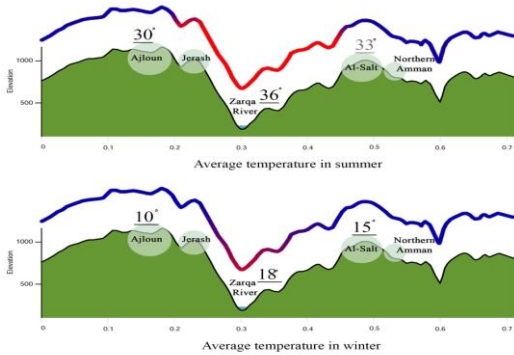 30°
33°
Ajloun
Jerash
Al-Salt
Northern
Amman
36°
Zarqa
River
Elevation
1000
500
0
0.1
0.2
0.3
0.4
0.5
0.6
0.7
Average temperature in summer
10°
15°
Ajloun
Jerash
Al-Salt
Northern
Amman
18°
Zarqa
River
Elevation
1000
500
0
0.1
0.2
0.3
0.4
0.5
0.6
0.7
Average temperature in winter